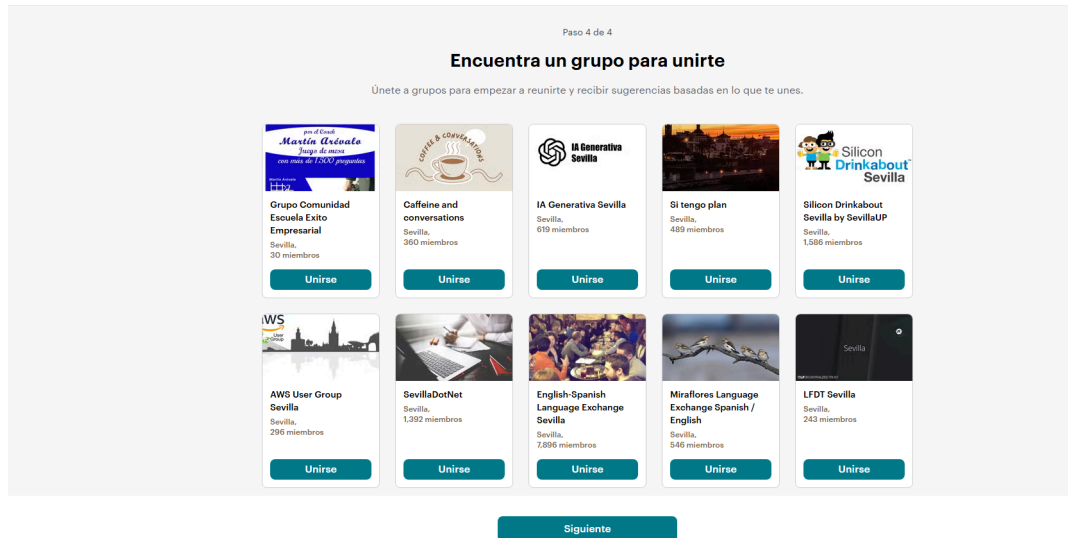 Paso 4 de 4
Encuentra un grupo para unirte
Únete a grupos para empezar a reunirte y recibir sugerencias basadas en lo que te unes.
por el Coach
Martín Arévalo
Juego de mesa
con más de 1.500 preguntas
Martín Arévalo
Grupo Comunidad
Escuela Exito
Empresarial
Sevilla,
30 miembros
Unirse
COFFEE & CONVERSATIONS
Caffeine and
conversations
Sevilla,
360 miembros
Unirse
IA Generativa
Sevilla
IA Generativa Sevilla
Sevilla,
619 miembros
Unirse
Si tengo plan
Sevilla,
489 miembros
Unirse
Silicon
Drinkabout
Sevilla
Silicon Drinkabout
Sevilla by SevillaUP
Sevilla,
1,586 miembros
Unirse
AWS
User
Group
AWS User Group
Sevilla
Sevilla,
296 miembros
Unirse
SevillaDotNet
Sevilla,
1,392 miembros
Unirse
English-Spanish
Language Exchange
Sevilla
Sevilla,
7,896 miembros
Unirse
Miraflores Language
Exchange Spanish /
English
Sevilla,
546 miembros
Unirse
Sevilla
LFDT Sevilla
Sevilla,
243 miembros
Unirse
Siguiente